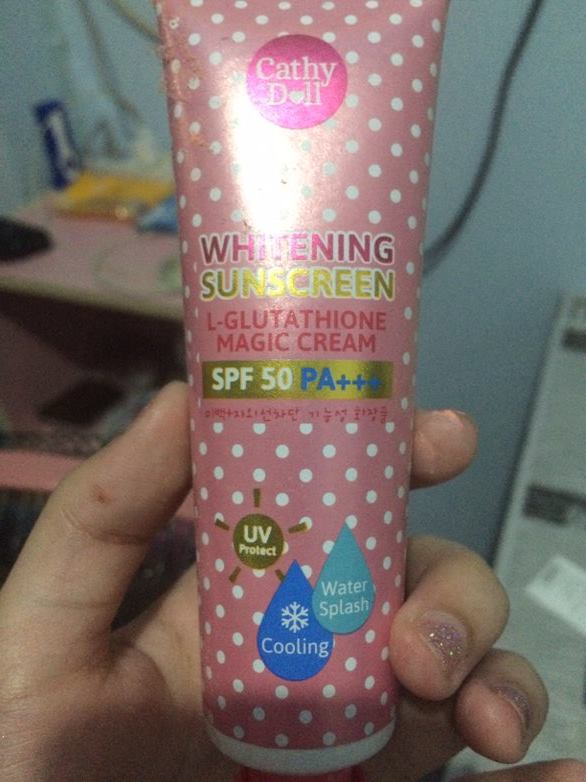 Cathy
Doll
WHITENING
SUNSCREEN
L-GLUTATHIONE
MAGIC CREAM
SPF 50 PA+++
미백+자외선차단 기능성 화장품
UV
Protect
Water
Splash
Cooling